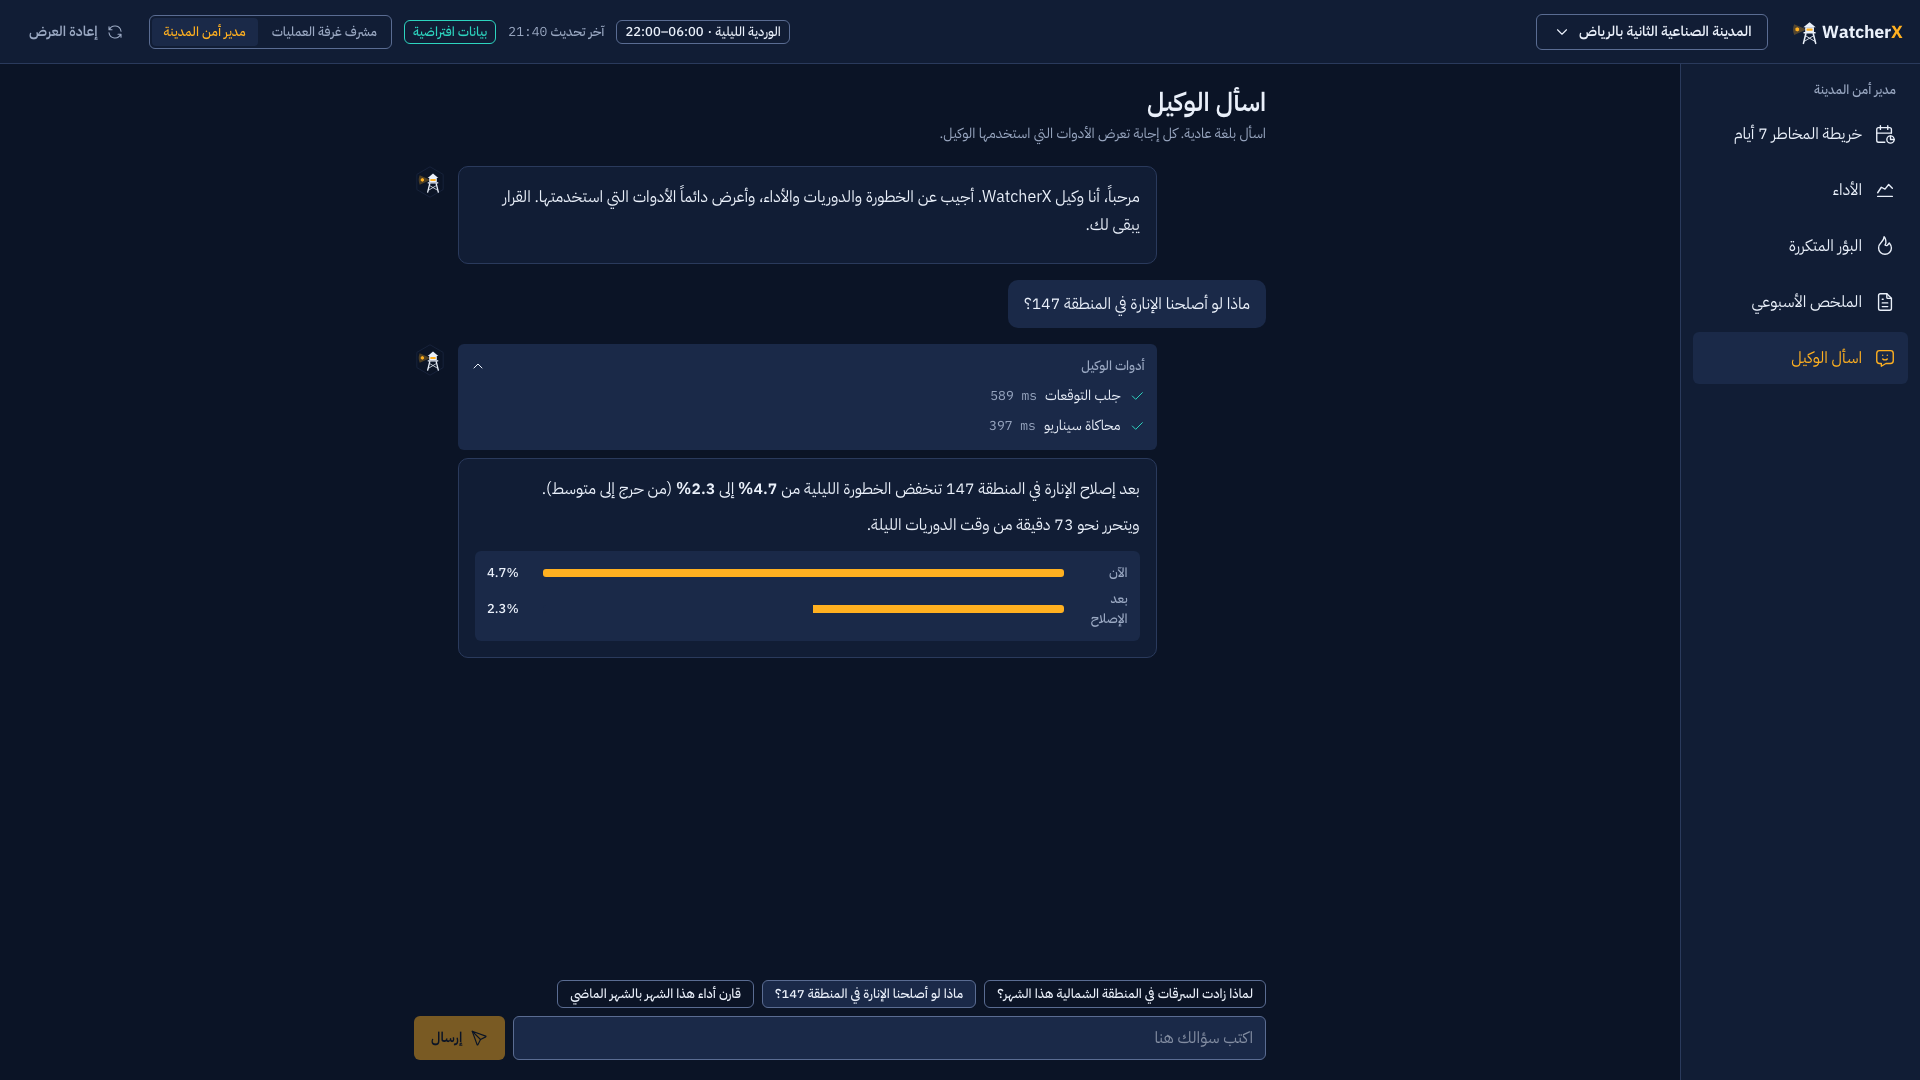 WatcherX
المدينة الصناعية الثانية بالرياض
الوردية الليلية · 22:00–06:00
آخر تحديث 21:40
بيانات افتراضية
مشرف غرفة العمليات
مدير أمن المدينة
إعادة العرض
مدير أمن المدينة
خريطة المخاطر 7 أيام
الأداء
البؤر المتكررة
الملخص الأسبوعي
اسأل الوكيل
اسأل الوكيل
اسأل بلغة عادية. كل إجابة تعرض الأدوات التي استخدمها الوكيل.
مرحباً، أنا وكيل WatcherX. أجيب عن الخطورة والدوريات والأداء، وأعرض دائماً الأدوات التي استخدمتها. القرار
يبقى لك.
ماذا لو أصلحنا الإنارة في المنطقة 147؟
أدوات الوكيل
جلب التوقعات 589 ms
محاكاة سيناريو 397 ms
بعد إصلاح الإنارة في المنطقة 147 تنخفض الخطورة الليلية من 4.7% إلى 2.3% (من حرج إلى متوسط).
ويتحرر نحو 73 دقيقة من وقت الدوريات الليلة.
الآن 4.7%
بعد
الإصلاح 2.3%
لماذا زادت السرقات في المنطقة الشمالية هذا الشهر؟
ماذا لو أصلحنا الإنارة في المنطقة 147؟
قارن أداء هذا الشهر بالشهر الماضي
اكتب سؤالك هنا
إرسال